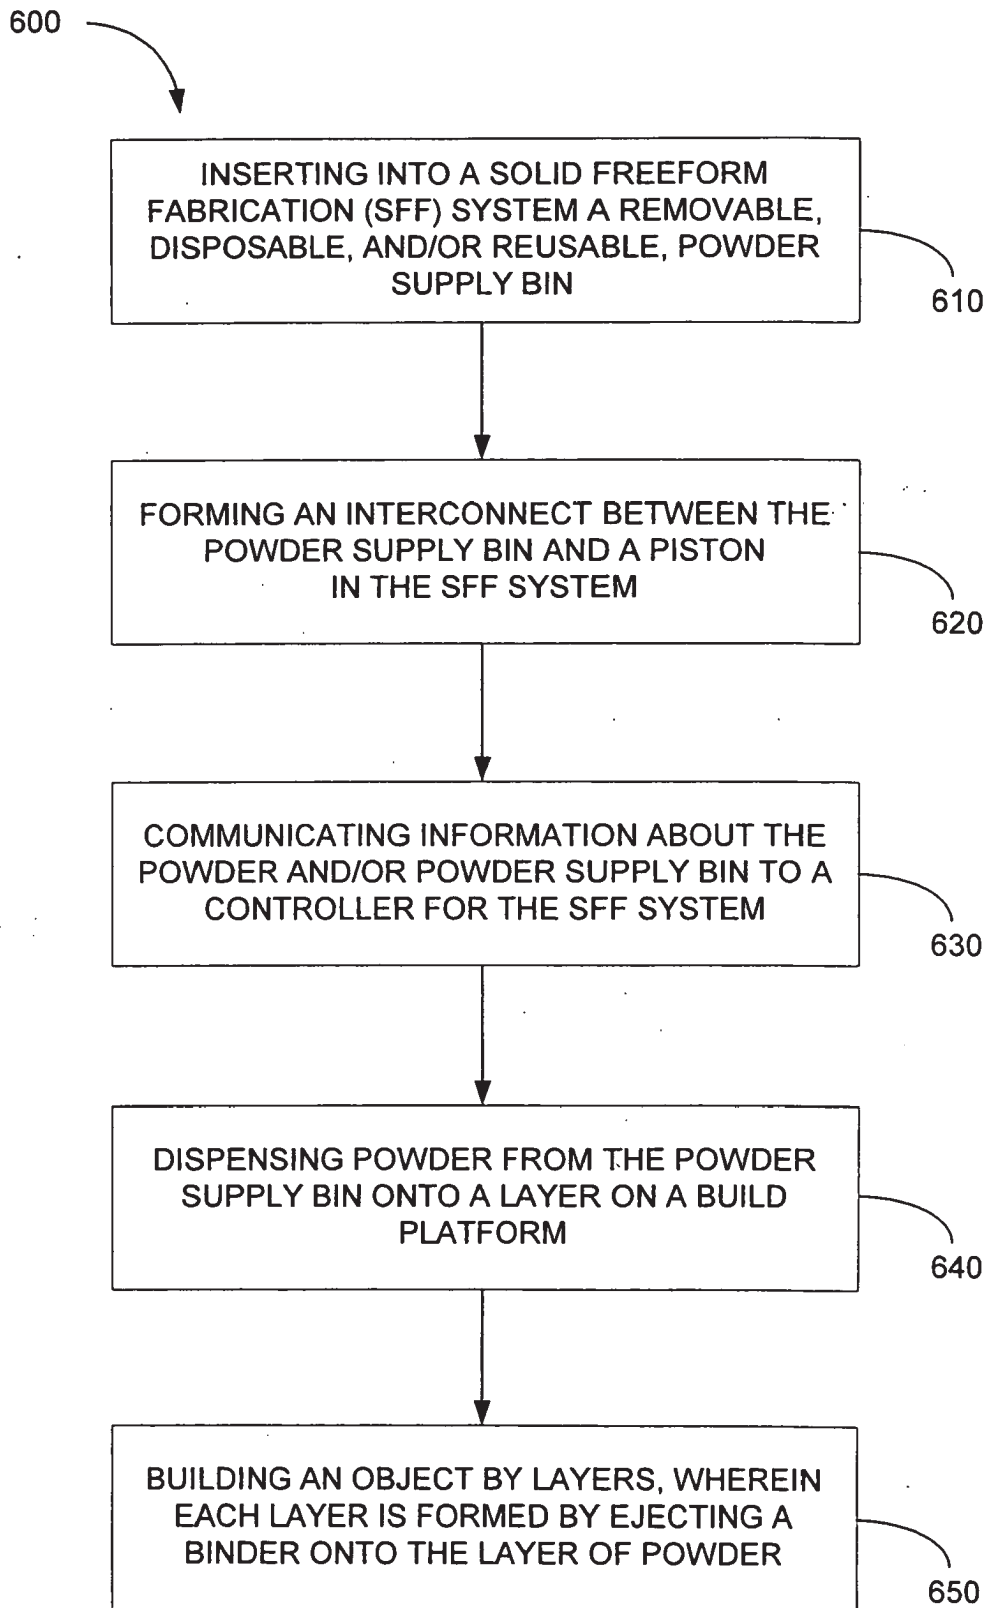 600
INSERTING INTO A SOLID FREEFORM
FABRICATION (SFF) SYSTEM A REMOVABLE,
DISPOSABLE, AND/OR REUSABLE, POWDER
SUPPLY BIN
610
FORMING AN INTERCONNECT BETWEEN THE
POWDER SUPPLY BIN AND A PISTON
IN THE SFF SYSTEM
620
COMMUNICATING INFORMATION ABOUT THE
POWDER AND/OR POWDER SUPPLY BIN TO A
CONTROLLER FOR THE SFF SYSTEM
630
DISPENSING POWDER FROM THE POWDER
SUPPLY BIN ONTO A LAYER ON A BUILD
PLATFORM
640
BUILDING AN OBJECT BY LAYERS, WHEREIN
EACH LAYER IS FORMED BY EJECTING A
BINDER ONTO THE LAYER OF POWDER
650